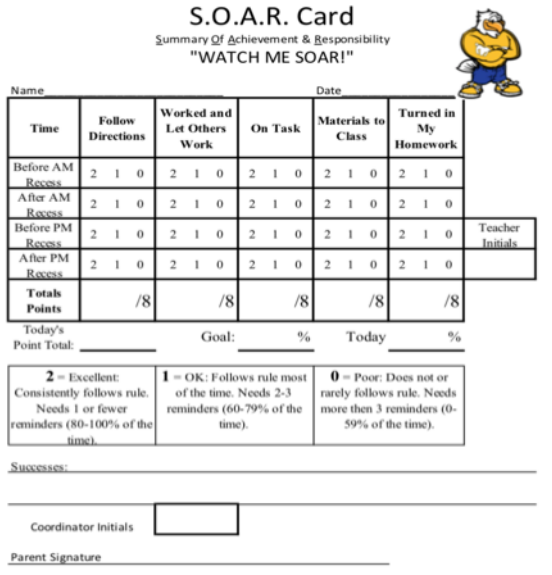 S.O.A.R. Card
Summary Of Achievement & Responsibility
"WATCH ME SOAR!"
Name Date
Time Follow Directions Worked and Let Others Work On Task Materials to Class Turned in My Homework
Before AM Recess 2 1 0 2 1 0 2 1 0 2 1 0 2 1 0
After AM Recess 2 1 0 2 1 0 2 1 0 2 1 0 2 1 0
Before PM Recess 2 1 0 2 1 0 2 1 0 2 1 0 2 1 0 Teacher Initials
After PM Recess 2 1 0 2 1 0 2 1 0 2 1 0 2 1 0
Totals Points /8 /8 /8 /8 /8
Today's Point Total: Goal: % Today %
2 = Excellent:
Consistently follows rule.
Needs 1 or fewer
reminders (80-100% of the
time).
1 = OK: Follows rule most
of the time. Needs 2-3
reminders (60-79% of the
time).
0 = Poor: Does not or
rarely follows rule. Needs
more then 3 reminders (0-
59% of the time).
Successes:
Coordinator Initials
Parent Signature